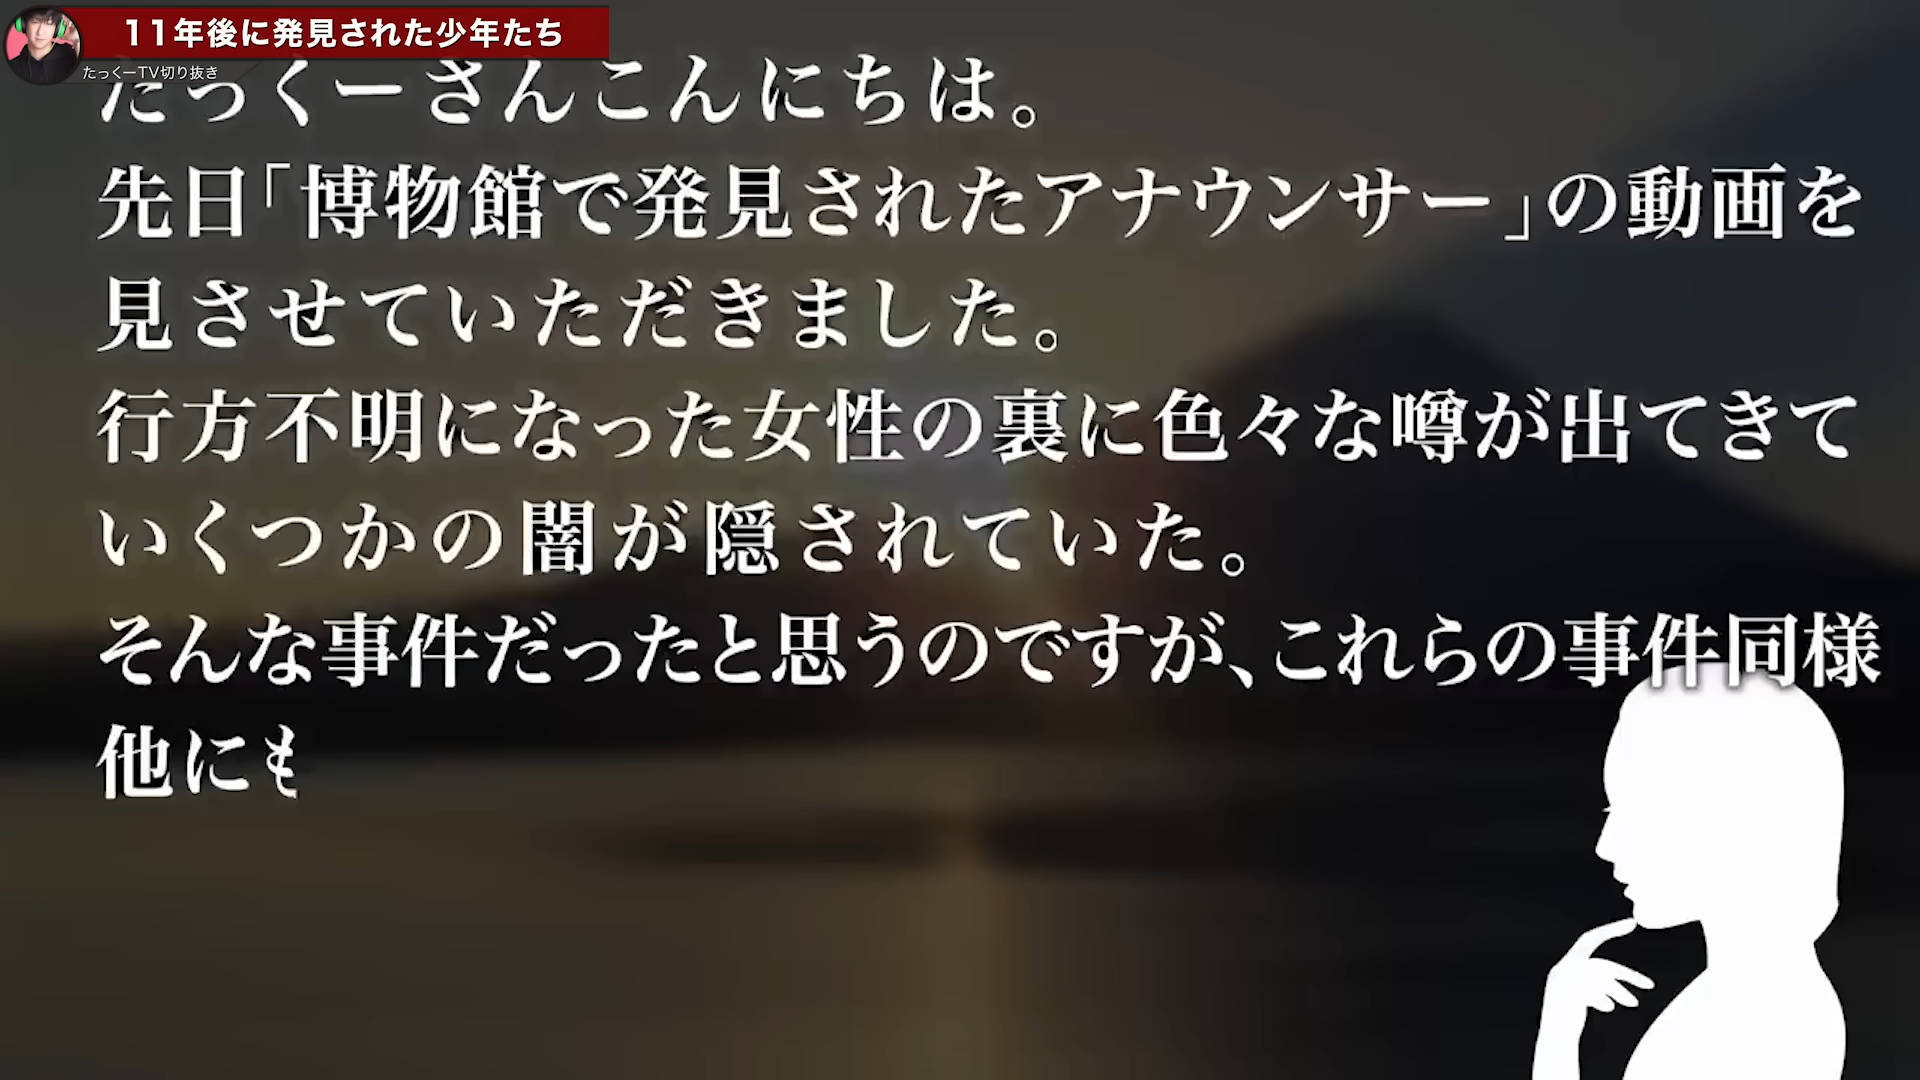 11年後に発見された少年たち
たっくーTV切り抜き
たっくーさんこんにちは。
先日「博物館で発見されたアナウンサー」の動画を
見させていただきました。
行方不明になった女性の裏に色々な噂が出てきて
いくつかの闇が隠されていた。
そんな事件だったと思うのですが、これらの事件同様
他にも